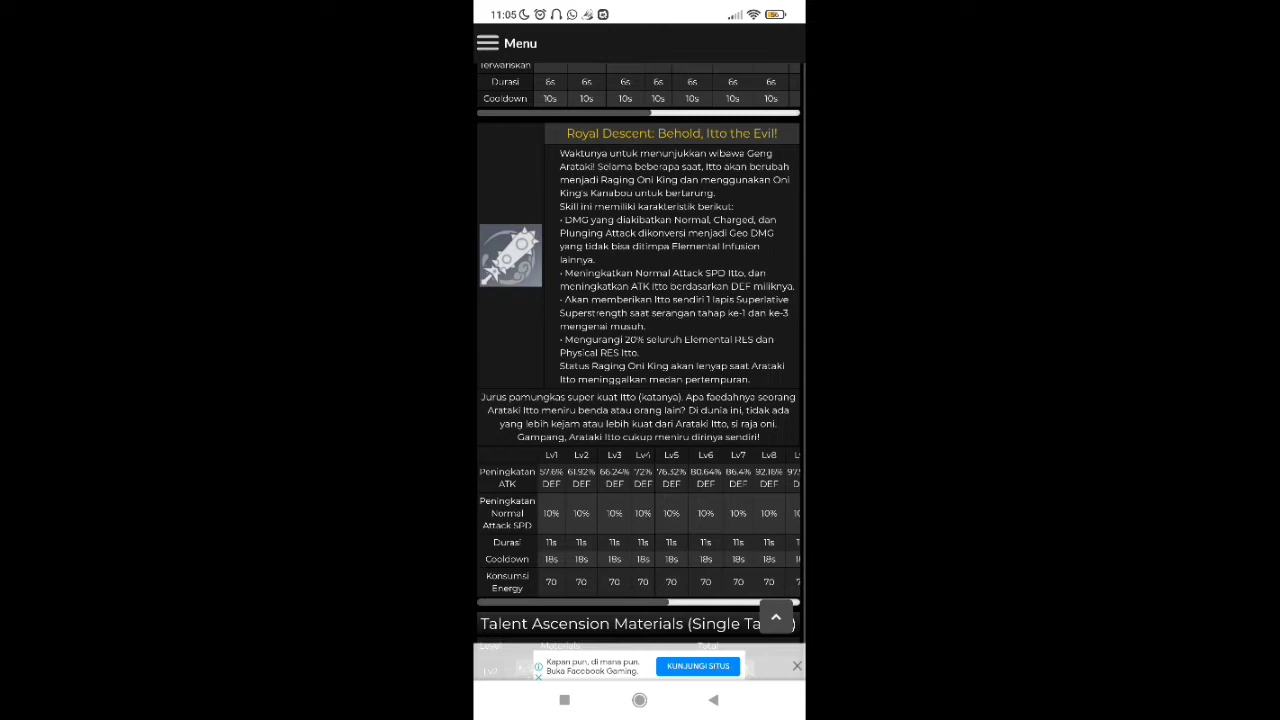 11:05
56
Menu
Terwariskan
Durasi 6s 6s 6s 6s 6s 6s 6s
Cooldown 10s 10s 10s 10s 10s 10s 10s
Royal Descent: Behold, Itto the Evil!
Waktunya untuk menunjukkan wibawa Geng
Arataki! Selama beberapa saat, Itto akan berubah
menjadi Raging Oni King dan menggunakan Oni
King's Kanabou untuk bertarung.
Skill ini memiliki karakteristik berikut:
• DMG yang diakibatkan Normal, Charged, dan
Plunging Attack dikonversi menjadi Geo DMG
yang tidak bisa ditimpa Elemental Infusion
lainnya.
• Meningkatkan Normal Attack SPD Itto, dan
meningkatkan ATK Itto berdasarkan DEF miliknya.
• Akan memberikan Itto sendiri 1 lapis Superlative
Superstrength saat serangan tahap ke-1 dan ke-3
mengenai musuh.
• Mengurangi 20% seluruh Elemental RES dan
Physical RES Itto.
Status Raging Oni King akan lenyap saat Arataki
Itto meninggalkan medan pertempuran.
Jurus pamungkas super kuat Itto (katanya). Apa faedahnya seorang
Arataki Itto meniru benda atau orang lain? Di dunia ini, tidak ada
yang lebih kejam atau lebih kuat dari Arataki Itto, si raja oni.
Gampang, Arataki Itto cukup meniru dirinya sendiri!
Lv1 Lv2 Lv3 Lv4 Lv5 Lv6 Lv7 Lv8
Peningkatan ATK 57.6% DEF 61.92% DEF 66.24% DEF 72% DEF 76.32% DEF 80.64% DEF 86.4% DEF 92.16% DEF
Peningkatan Normal Attack SPD 10% 10% 10% 10% 10% 10% 10% 10%
Durasi 11s 11s 11s 11s 11s 11s 11s 11s
Cooldown 18s 18s 18s 18s 18s 18s 18s 18s
Konsumsi Energy 70 70 70 70 70 70 70 70
Talent Ascension Materials (Single Ta
Level Materials Total
Lv2
Kapan pun, di mana pun.
Buka Facebook Gaming.
KUNJUNGI SITUS